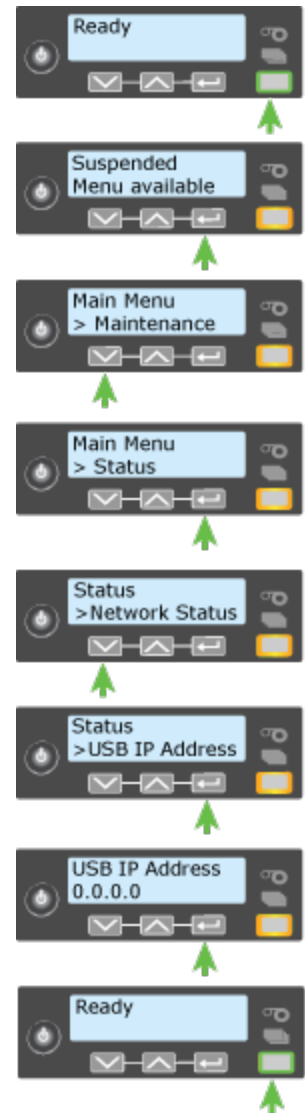 Ready
Suspended
Menu available
Main Menu
> Maintenance
Main Menu
> Status
Status
>Network Status
Status
>USB IP Address
USB IP Address
0.0.0.0
Ready